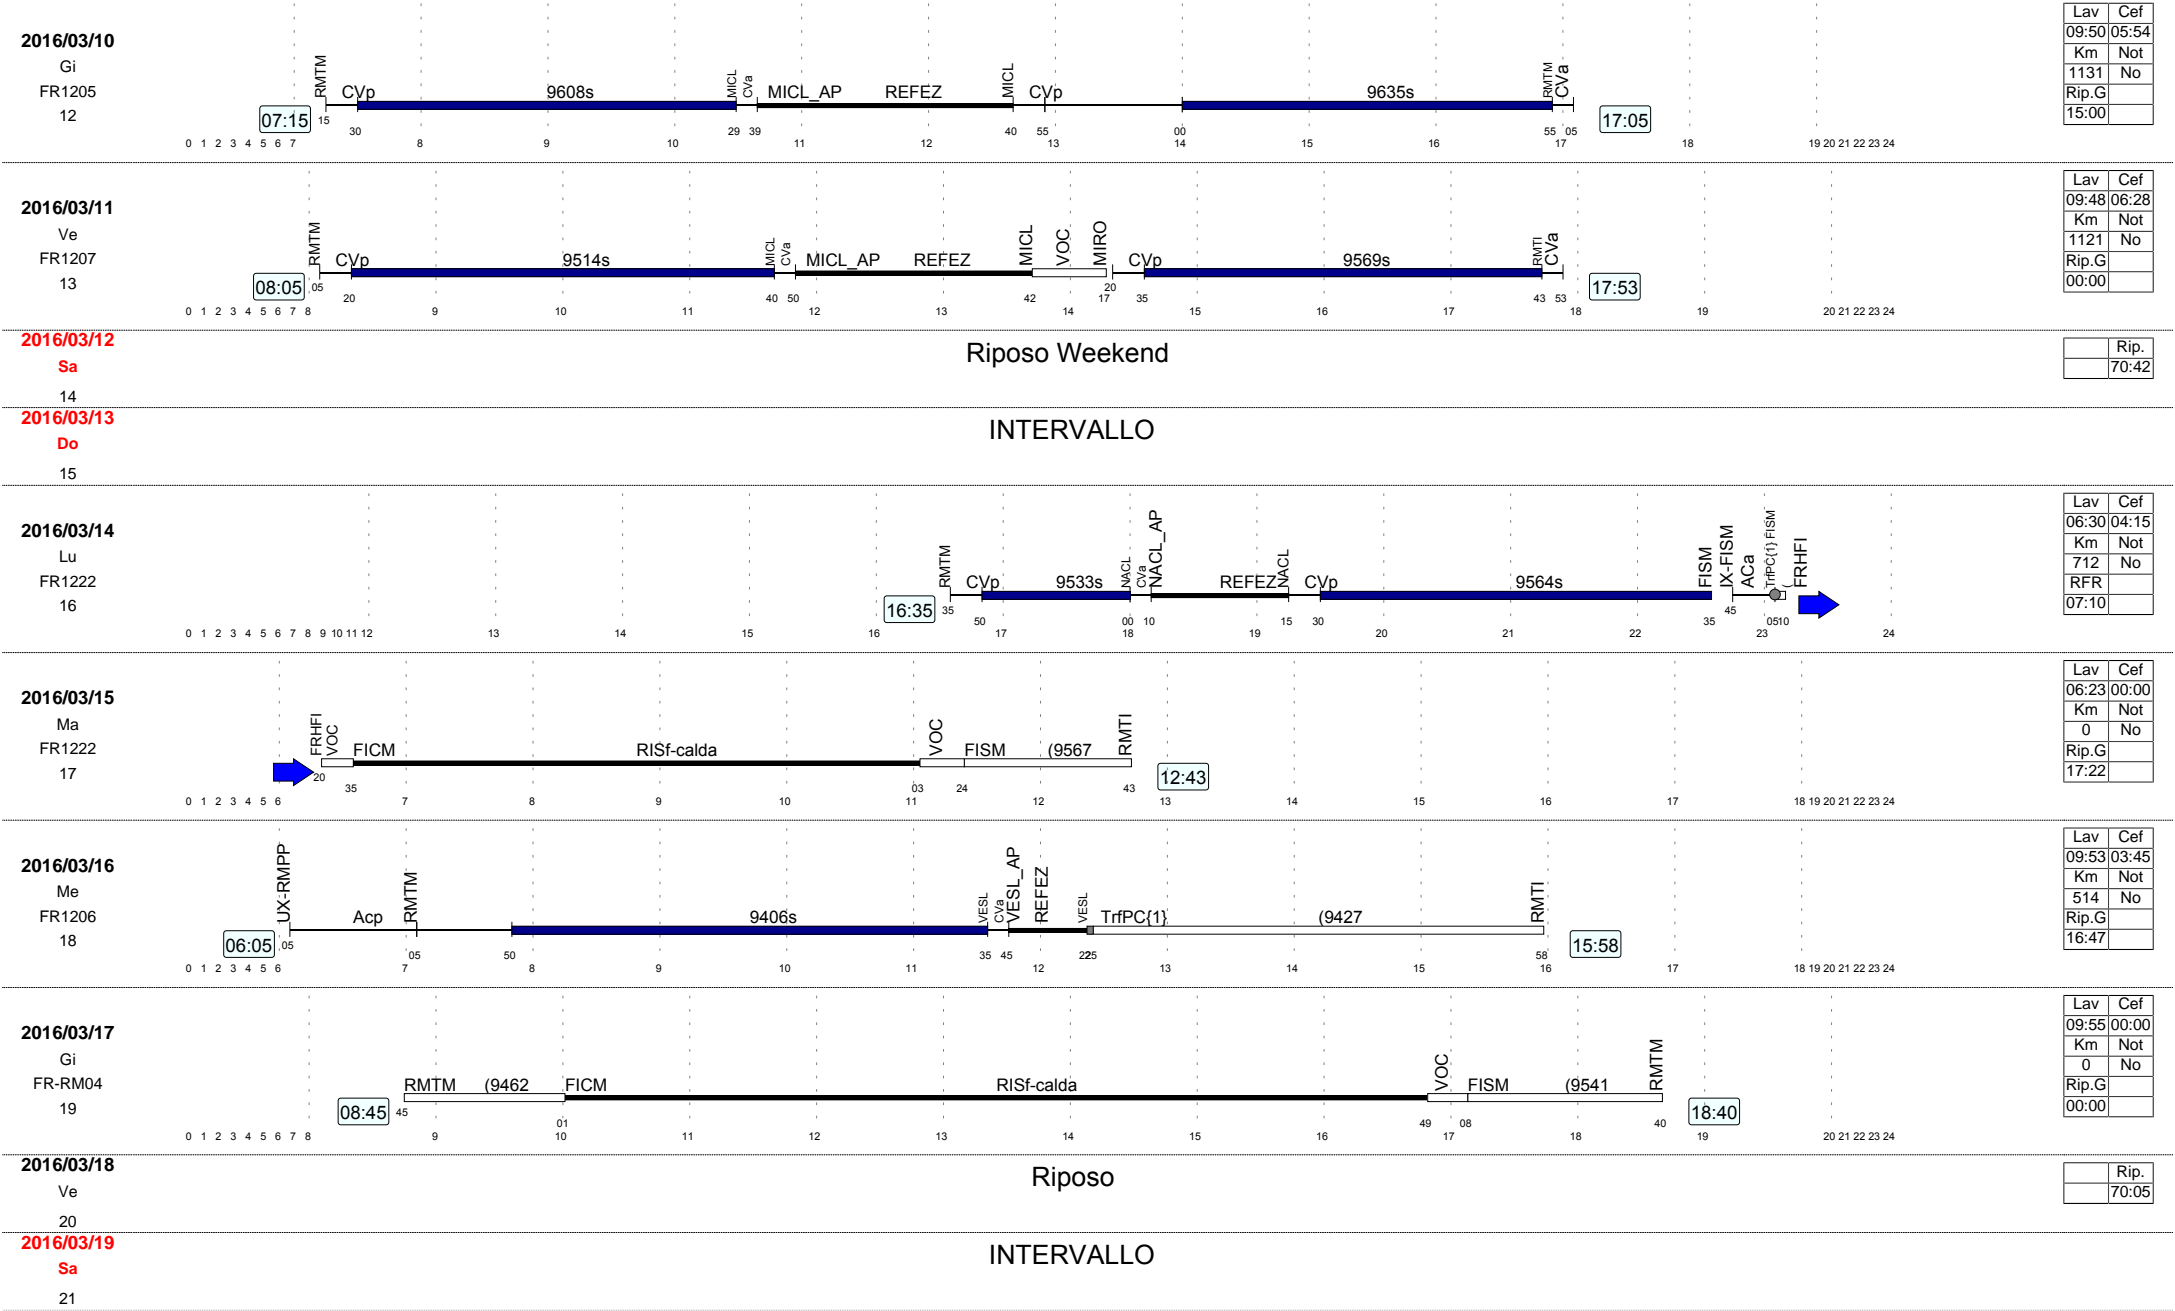 2016/03/10
Gi
FR1205
12
07:15
RMTM CVp 9608s MICL CVa MICL_AP REFEZ MICL CVp 9635s RMTM CVa
17:05
15 30 29 39 40 55 00 55 05
0 1 2 3 4 5 6 7 8 9 10 11 12 13 14 15 16 17 18 19 20 21 22 23 24
Lav Cef
09:50 05:54
Km Not
1131 No
Rip.G
15:00
2016/03/11
Ve
FR1207
13
08:05
RMTM CVp 9514s MICL CVa MICL_AP REFEZ MICL VOC MIRO CVp 9569s RMTI CVa
17:53
05 20 40 50 42 17 20 35 43 53
0 1 2 3 4 5 6 7 8 9 10 11 12 13 14 15 16 17 18 19 20 21 22 23 24
Lav Cef
09:48 06:28
Km Not
1121 No
Rip.G
00:00
2016/03/12
Sa
14
Riposo Weekend
Rip.
70:42
2016/03/13
Do
15
INTERVALLO
2016/03/14
Lu
FR1222
16
16:35
RMTM CVp 9533s NACL CVa NACL_AP REFEZ NACL CVp 9564s FISM IX-FISM ACa TrfPC{1} FISM ( FRHFI
35 50 00 10 15 30 35 45 05 10
0 1 2 3 4 5 6 7 8 9 10 11 12 13 14 15 16 17 18 19 20 21 22 23 24
Lav Cef
06:30 04:15
Km Not
712 No
RFR
07:10
2016/03/15
Ma
FR1222
17
FRHFI VOC FICM RISf-calda VOC FISM (9567 RMTI
12:43
20 35 03 24 43
0 1 2 3 4 5 6 7 8 9 10 11 12 13 14 15 16 17 18 19 20 21 22 23 24
Lav Cef
06:23 00:00
Km Not
0 No
Rip.G
17:22
2016/03/16
Me
FR1206
18
06:05
UX-RMPP Acp RMTM 9406s VESL CVa VESL_AP REFEZ VESL TrfPC{1} (9427 RMTI
15:58
05 05 50 35 45 22 25 58
0 1 2 3 4 5 6 7 8 9 10 11 12 13 14 15 16 17 18 19 20 21 22 23 24
Lav Cef
09:53 03:45
Km Not
514 No
Rip.G
16:47
2016/03/17
Gi
FR-RM04
19
08:45
RMTM (9462 FICM RISf-calda VOC FISM (9541 RMTM
18:40
45 01 49 08 40
0 1 2 3 4 5 6 7 8 9 10 11 12 13 14 15 16 17 18 19 20 21 22 23 24
Lav Cef
09:55 00:00
Km Not
0 No
Rip.G
00:00
2016/03/18
Ve
20
Riposo
Rip.
70:05
2016/03/19
Sa
21
INTERVALLO